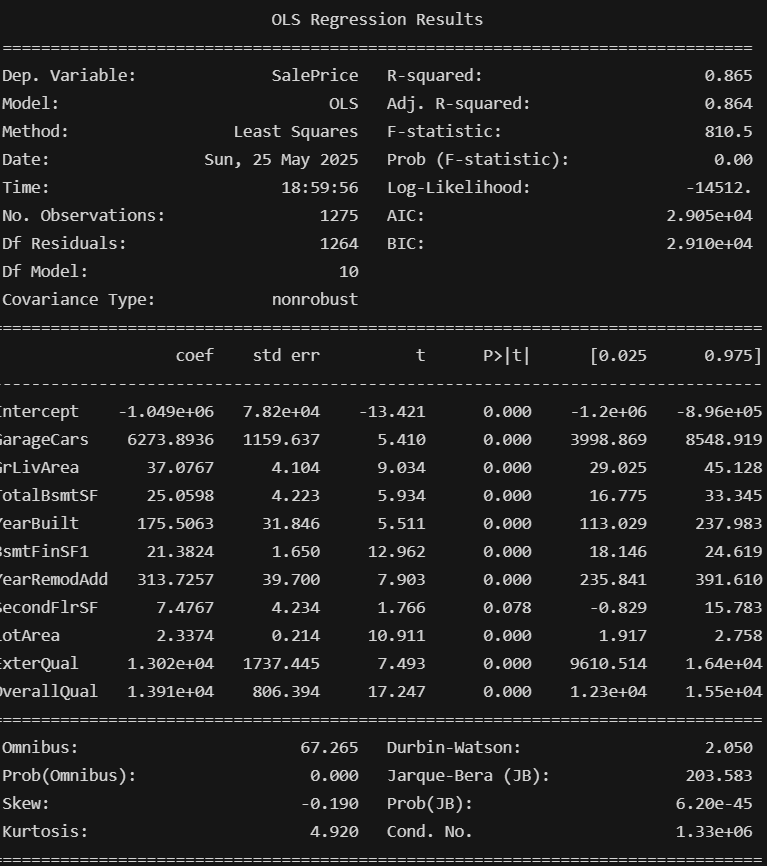 OLS Regression Results
==============================================================================
Dep. Variable: SalePrice R-squared: 0.865
Model: OLS Adj. R-squared: 0.864
Method: Least Squares F-statistic: 810.5
Date: Sun, 25 May 2025 Prob (F-statistic): 0.00
Time: 18:59:56 Log-Likelihood: -14512.
No. Observations: 1275 AIC: 2.905e+04
Df Residuals: 1264 BIC: 2.910e+04
Df Model: 10
Covariance Type: nonrobust
================================================================================
coef std err t P>|t| [0.025 0.975]
--------------------------------------------------------------------------------
Intercept -1.049e+06 7.82e+04 -13.421 0.000 -1.2e+06 -8.96e+05
GarageCars 6273.8936 1159.637 5.410 0.000 3998.869 8548.919
GrLivArea 37.0767 4.104 9.034 0.000 29.025 45.128
TotalBsmtSF 25.0598 4.223 5.934 0.000 16.775 33.345
YearBuilt 175.5063 31.846 5.511 0.000 113.029 237.983
BsmtFinSF1 21.3824 1.650 12.962 0.000 18.146 24.619
YearRemodAdd 313.7257 39.700 7.903 0.000 235.841 391.610
SecondFlrSF 7.4767 4.234 1.766 0.078 -0.829 15.783
LotArea 2.3374 0.214 10.911 0.000 1.917 2.758
ExterQual 1.302e+04 1737.445 7.493 0.000 9610.514 1.64e+04
OverallQual 1.391e+04 806.394 17.247 0.000 1.23e+04 1.55e+04
================================================================================
Omnibus: 67.265 Durbin-Watson: 2.050
Prob(Omnibus): 0.000 Jarque-Bera (JB): 203.583
Skew: -0.190 Prob(JB): 6.20e-45
Kurtosis: 4.920 Cond. No. 1.33e+06
================================================================================